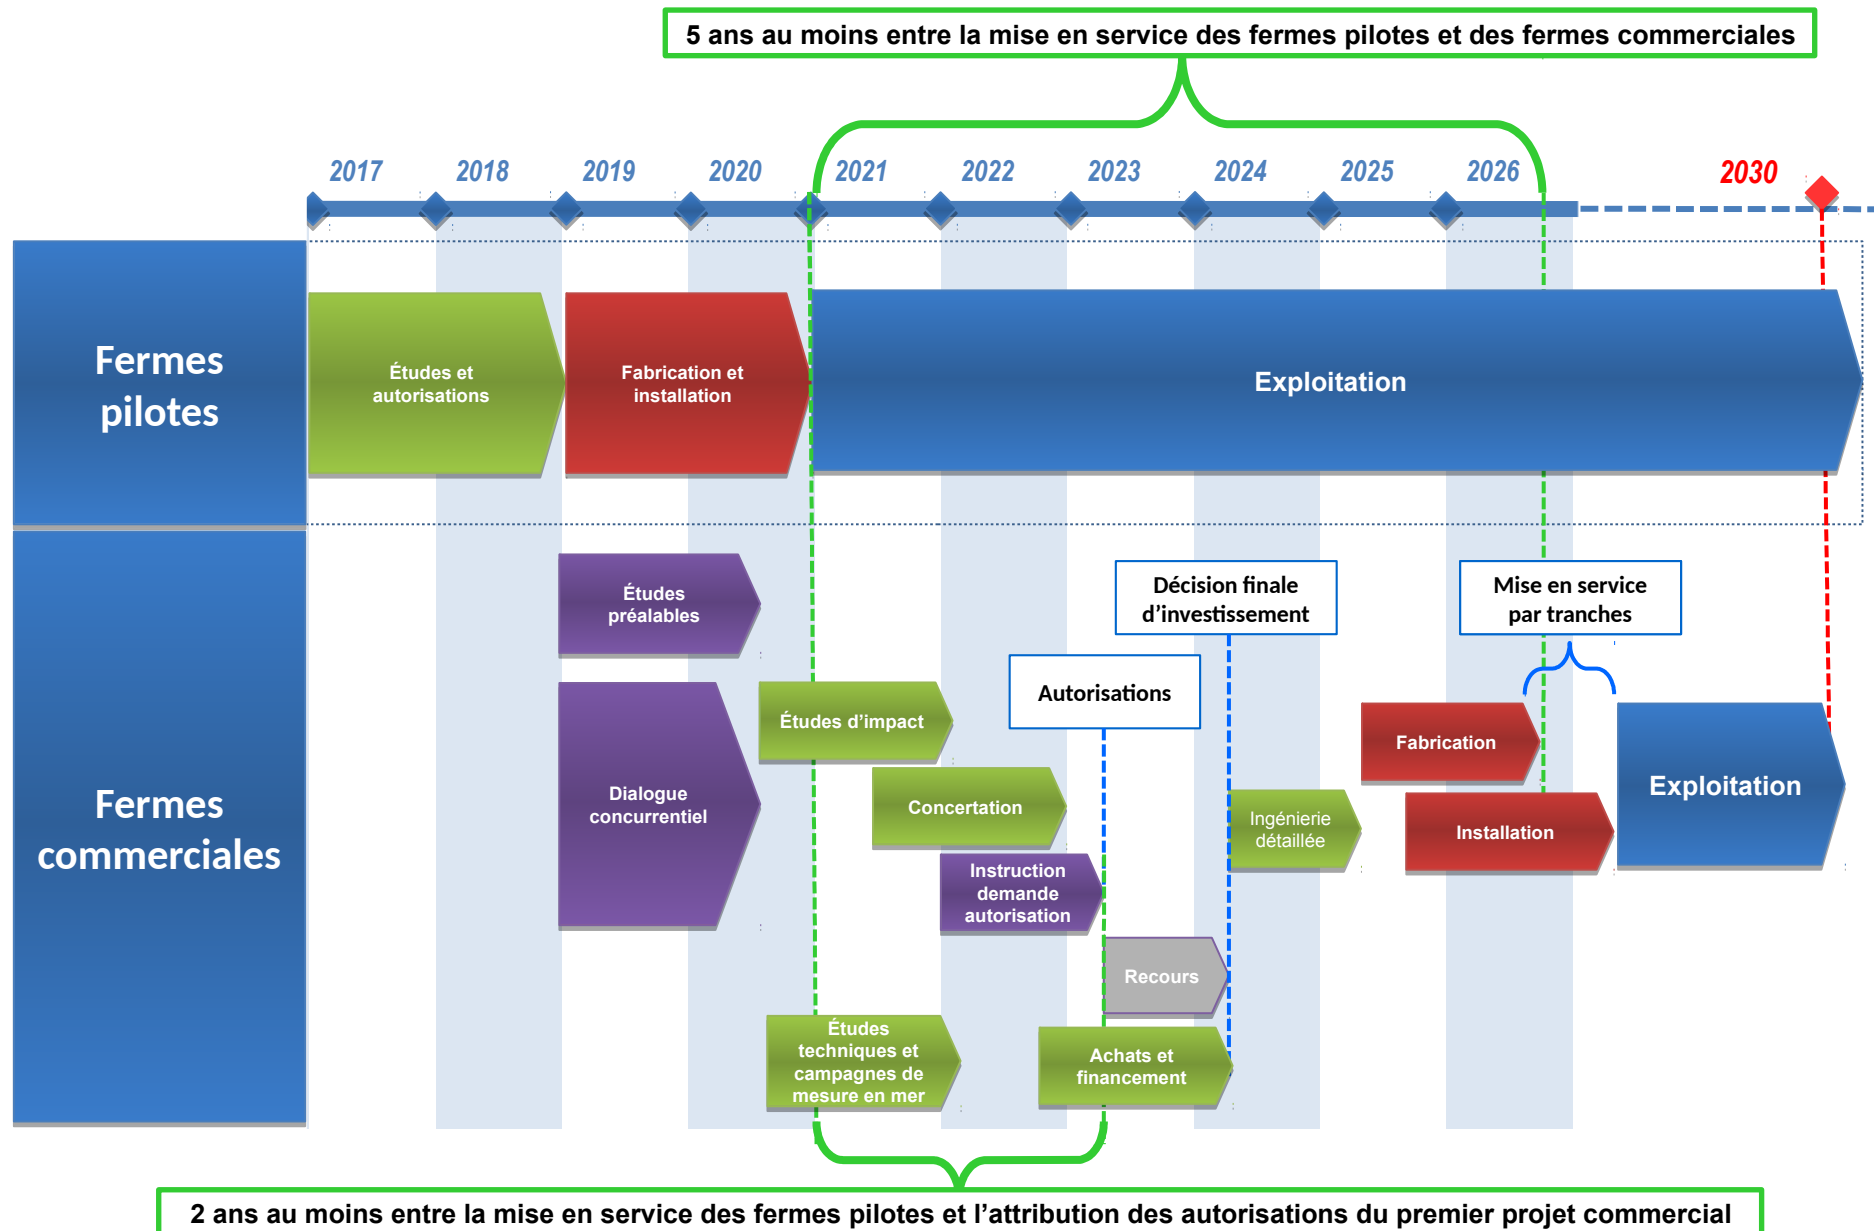 5 ans au moins entre la mise en service des fermes pilotes et des fermes commerciales
2017 2018 2019 2020 2021 2022 2023 2024 2025 2026 2030
Fermes
pilotes
Études et
autorisations
Fabrication et
installation
Exploitation
Fermes
commerciales
Études
préalables
Dialogue
concurrentiel
Études d’impact
Concertation
Instruction
demande
autorisation
Études
techniques et
campagnes de
mesure en mer
Autorisations
Décision finale
d’investissement
Recours
Achats et
financement
Ingénierie
détaillée
Mise en service
par tranches
Fabrication
Installation
Exploitation
2 ans au moins entre la mise en service des fermes pilotes et l’attribution des autorisations du premier projet commercial